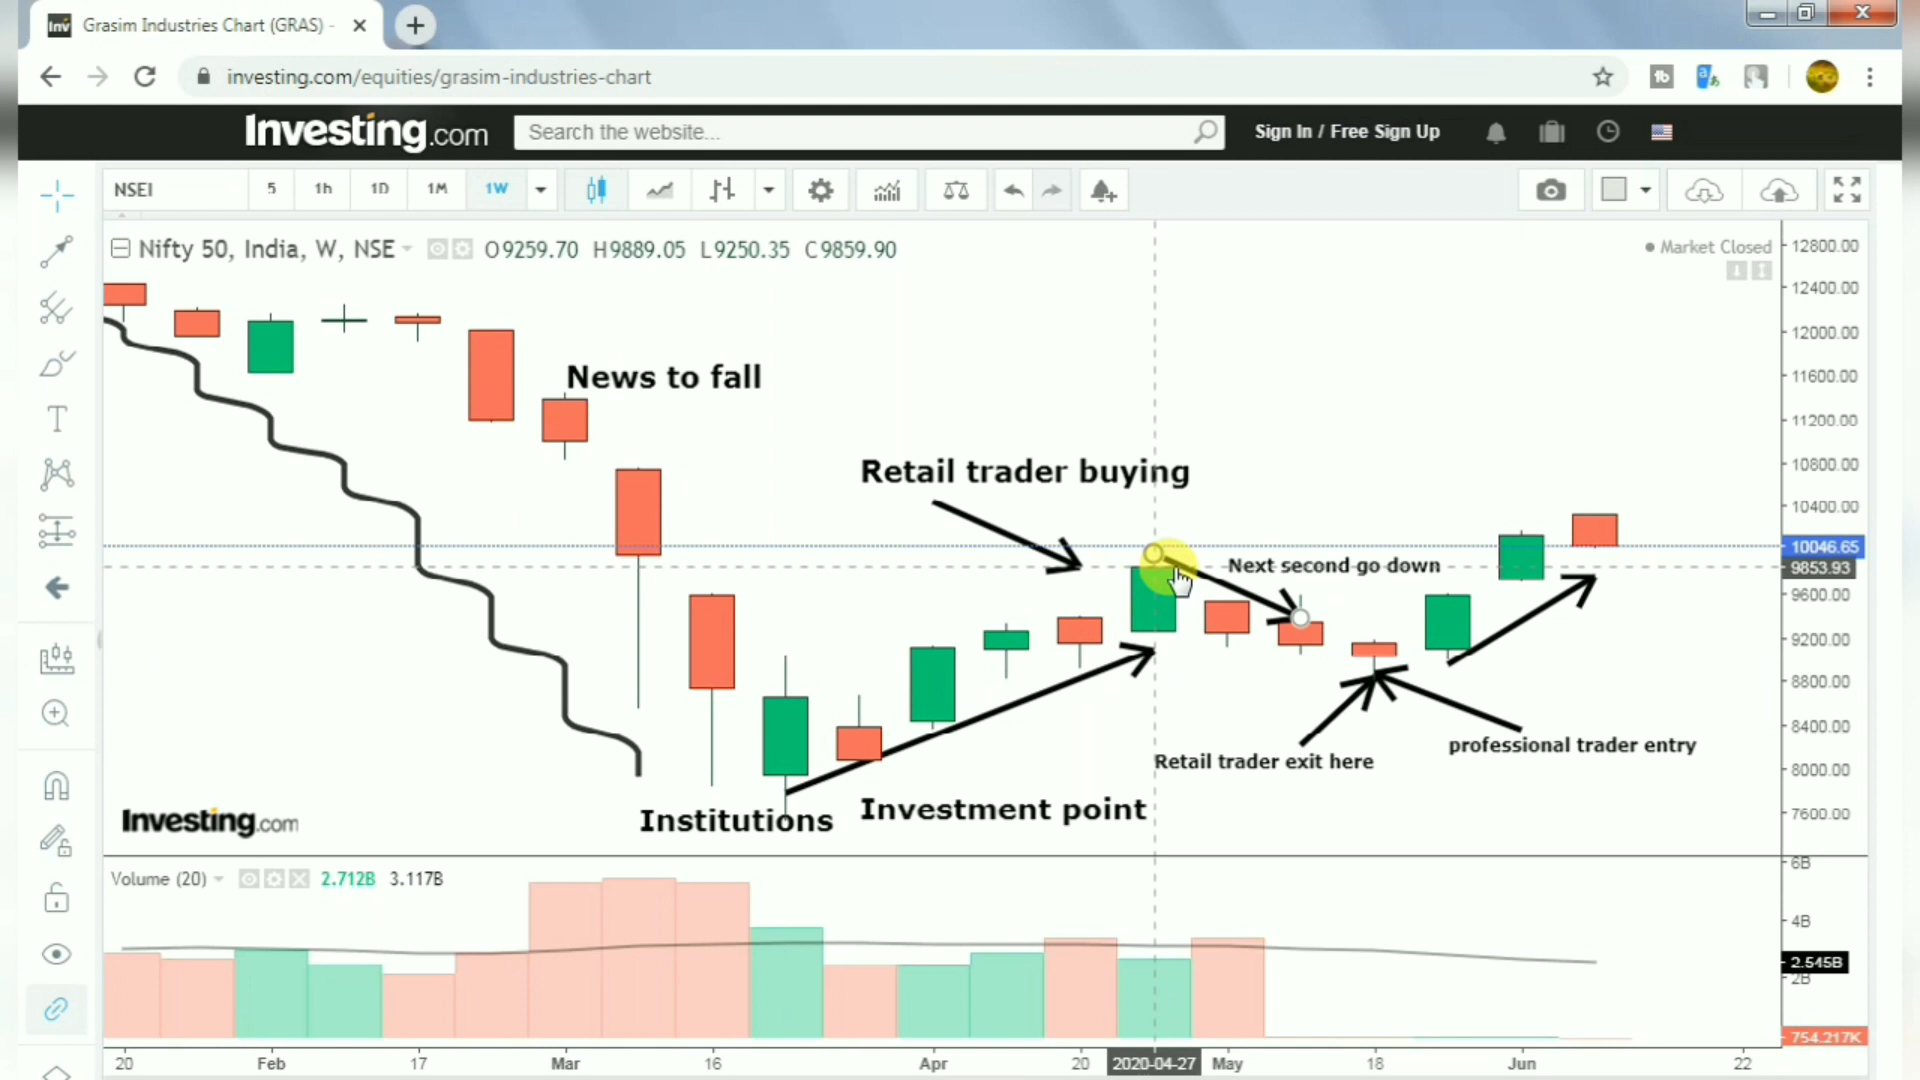 Inv Grasim Industries Chart (GRAS) -
investing.com/equities/grasim-industries-chart
Investing.com
Search the website...
Sign In / Free Sign Up
NSEI 5 1h 1D 1M 1W
Nifty 50, India, W, NSE O9259.70 H9889.05 L9250.35 C9859.90
Market Closed
12800.00
12400.00
12000.00
11600.00
11200.00
10800.00
10400.00
10046.65
9853.93
9600.00
9200.00
8800.00
8400.00
8000.00
7600.00
News to fall
Retail trader buying
Next second go down
professional trader entry
Retail trader exit here
Institutions
Investment point
Investing.com
Volume (20) 2.712B 3.117B
6B
4B
2.545B
2B
754.217K
20 Feb 17 Mar 16 Apr 20 2020-04-27 May 18 Jun 22